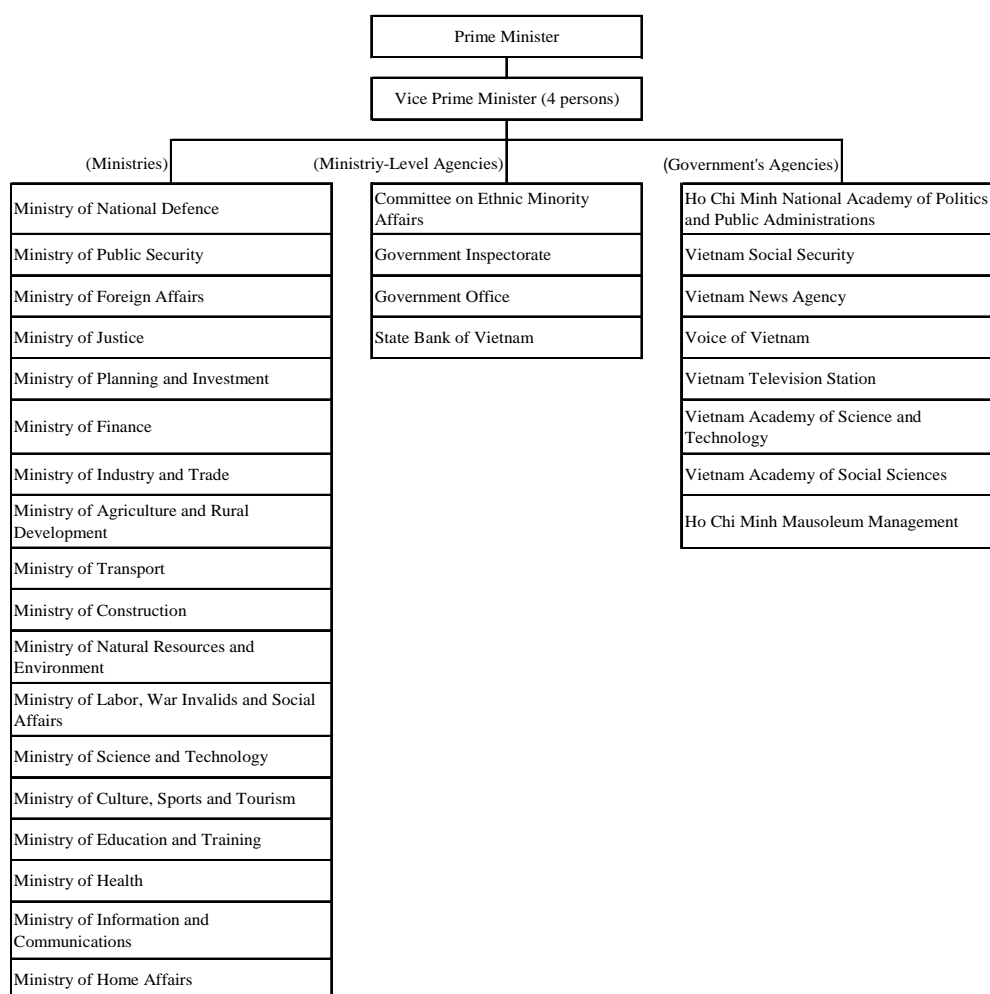 Prime Minister
Vice Prime Minister (4 persons)
(Ministries)
Ministry of National Defence
Ministry of Public Security
Ministry of Foreign Affairs
Ministry of Justice
Ministry of Planning and Investment
Ministry of Finance
Ministry of Industry and Trade
Ministry of Agriculture and Rural
Development
Ministry of Transport
Ministry of Construction
Ministry of Natural Resources and
Environment
Ministry of Labor, War Invalids and Social
Affairs
Ministry of Science and Technology
Ministry of Culture, Sports and Tourism
Ministry of Education and Training
Ministry of Health
Ministry of Information and
Communications
Ministry of Home Affairs
(Ministriy-Level Agencies)
Committee on Ethnic Minority
Affairs
Government Inspectorate
Government Office
State Bank of Vietnam
(Government's Agencies)
Ho Chi Minh National Academy of Politics
and Public Administrations
Vietnam Social Security
Vietnam News Agency
Voice of Vietnam
Vietnam Television Station
Vietnam Academy of Science and
Technology
Vietnam Academy of Social Sciences
Ho Chi Minh Mausoleum Management